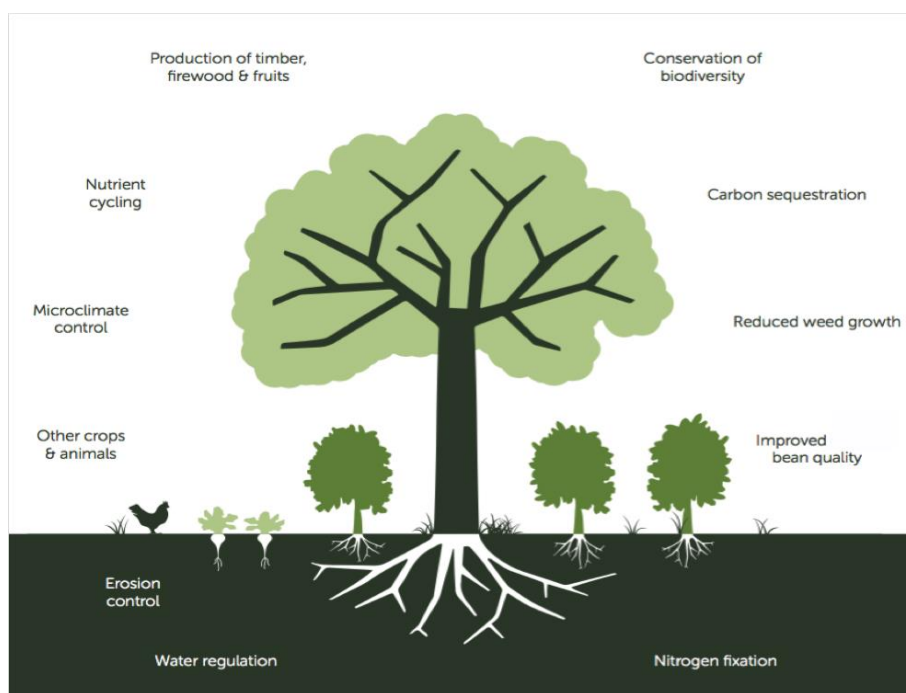 Production of timber,
firewood & fruits
Conservation of
biodiversity
Nutrient
cycling
Carbon sequestration
Microclimate
control
Reduced weed growth
Other crops
& animals
Improved
bean quality
Erosion
control
Water regulation
Nitrogen fixation